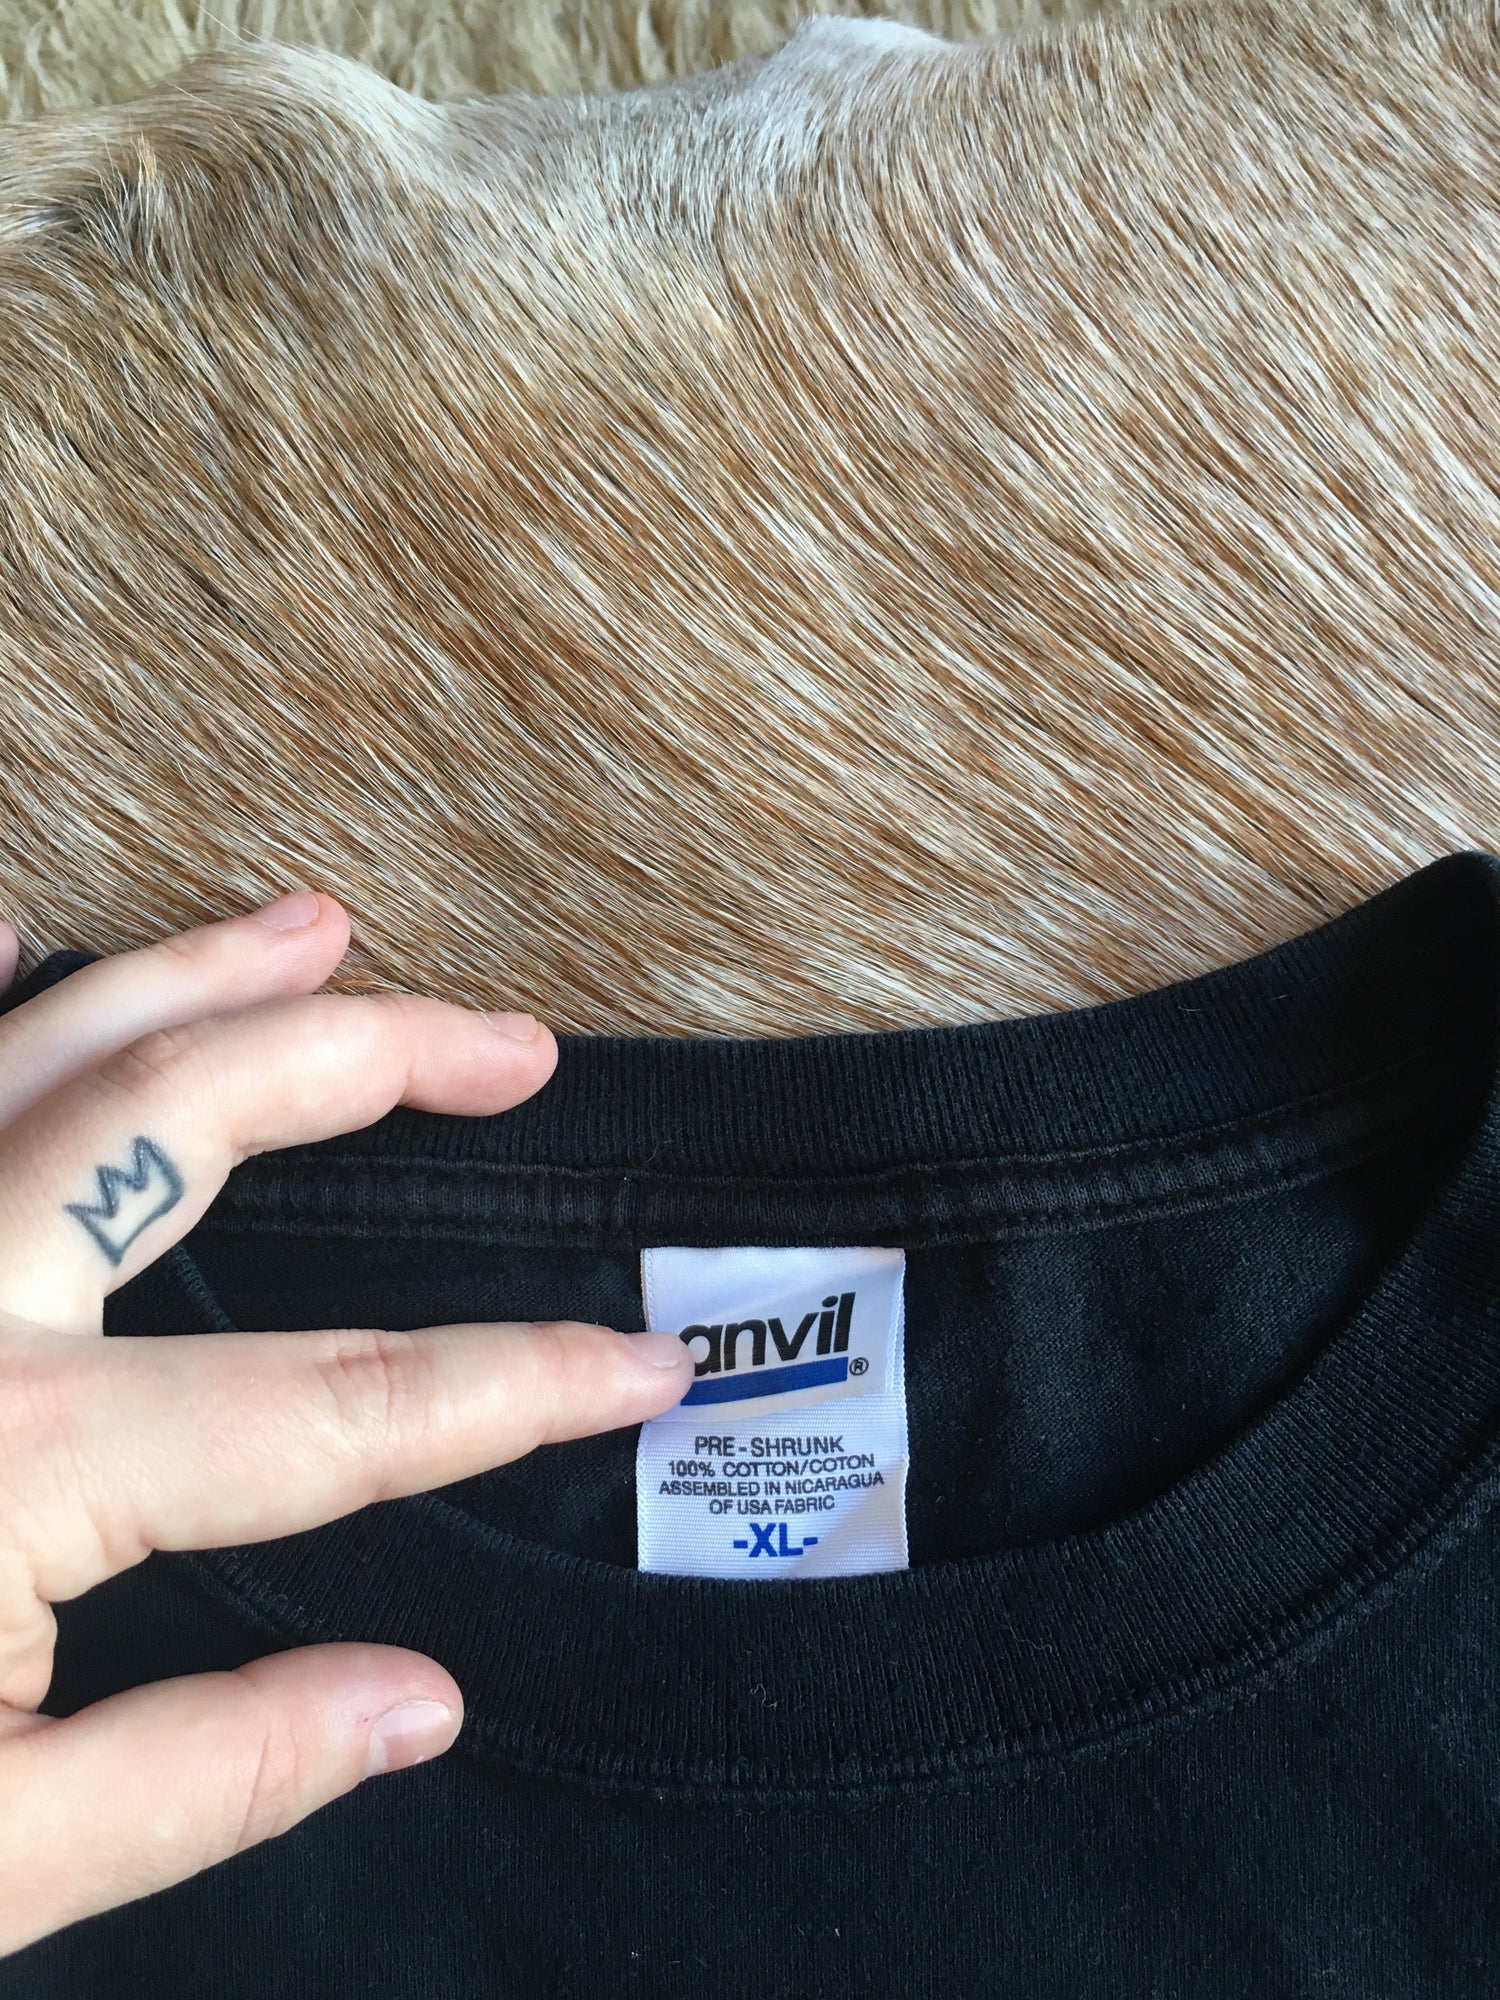 anvil®
PRE-SHRUNK
100% COTTON/COTON
ASSEMBLED IN NICARAGUA
OF USA FABRIC
-XL-